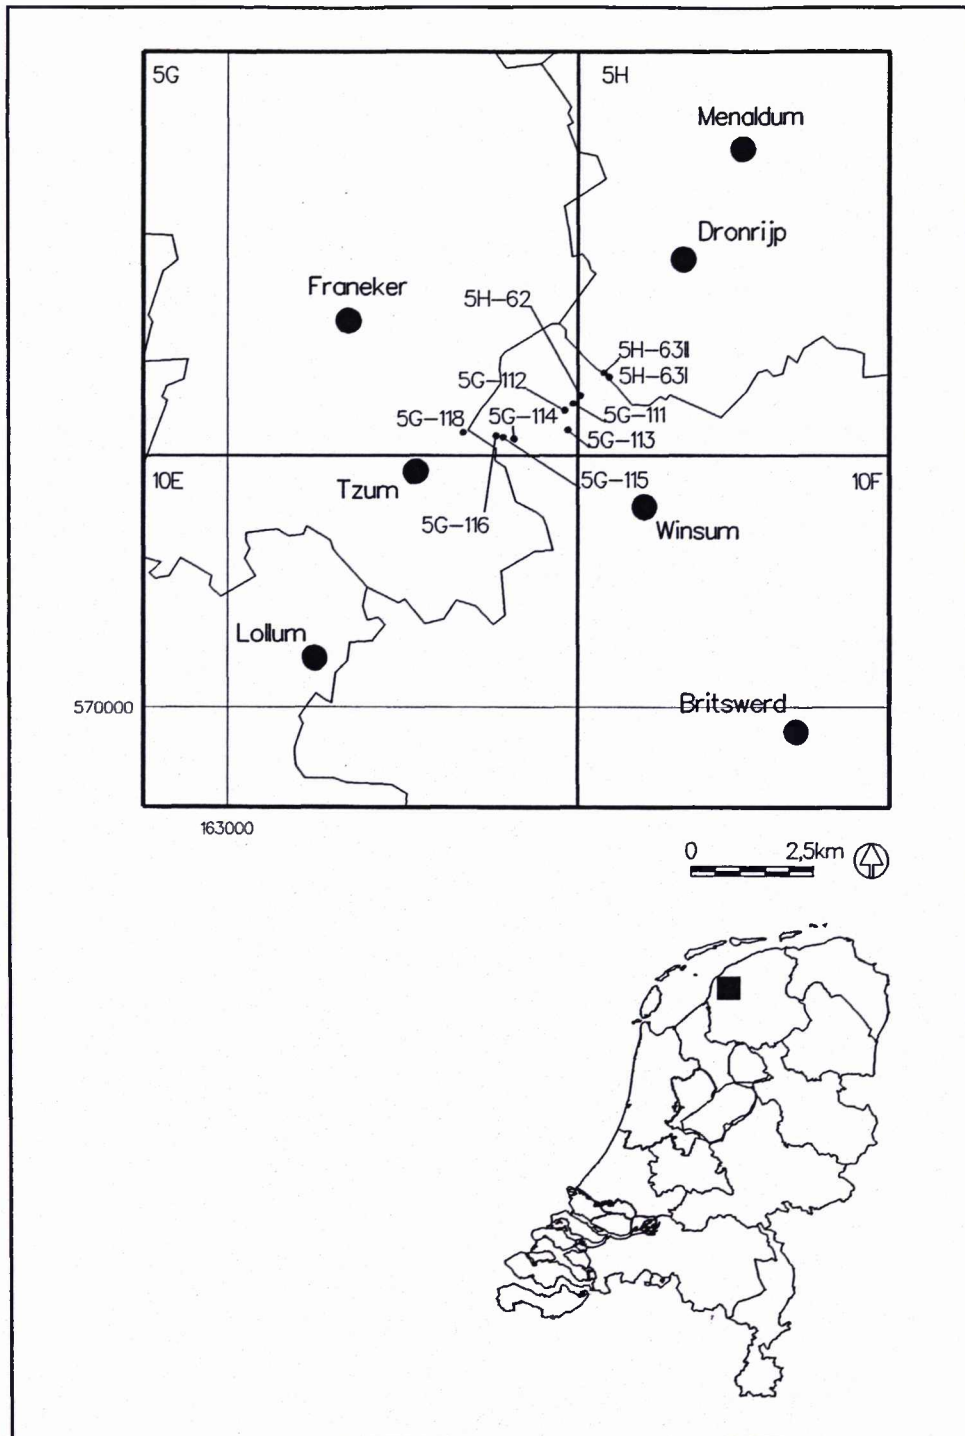 5G
5H
Menaldum
Dronrijp
Franeker
5H-62
5H-63II
5H-63I
5G-112
5G-111
5G-118
5G-114
5G-113
10E
10F
Tzum
5G-115
5G-116
Winsum
Lollum
570000
Britswerd
163000
0 2,5km